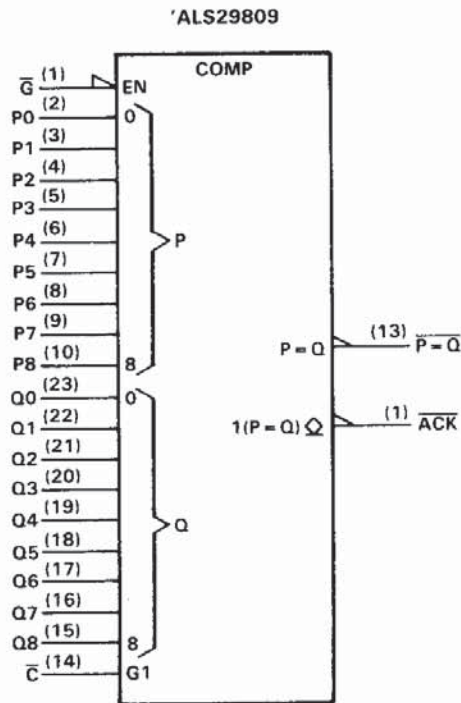 'ALS29809
COMP
G̅ (1) EN
P0 (2) 0
P1 (3)
P2 (4)
P3 (5)
P4 (6) P
P5 (7)
P6 (8)
P7 (9)
P8 (10) 8
P = Q (13) P̅=̅Q̅
Q0 (23) 0
Q1 (22)
1(P = Q) (1) A̅C̅K̅
Q2 (21)
Q3 (20)
Q4 (19) Q
Q5 (18)
Q6 (17)
Q7 (16)
Q8 (15) 8
C̅ (14) G1